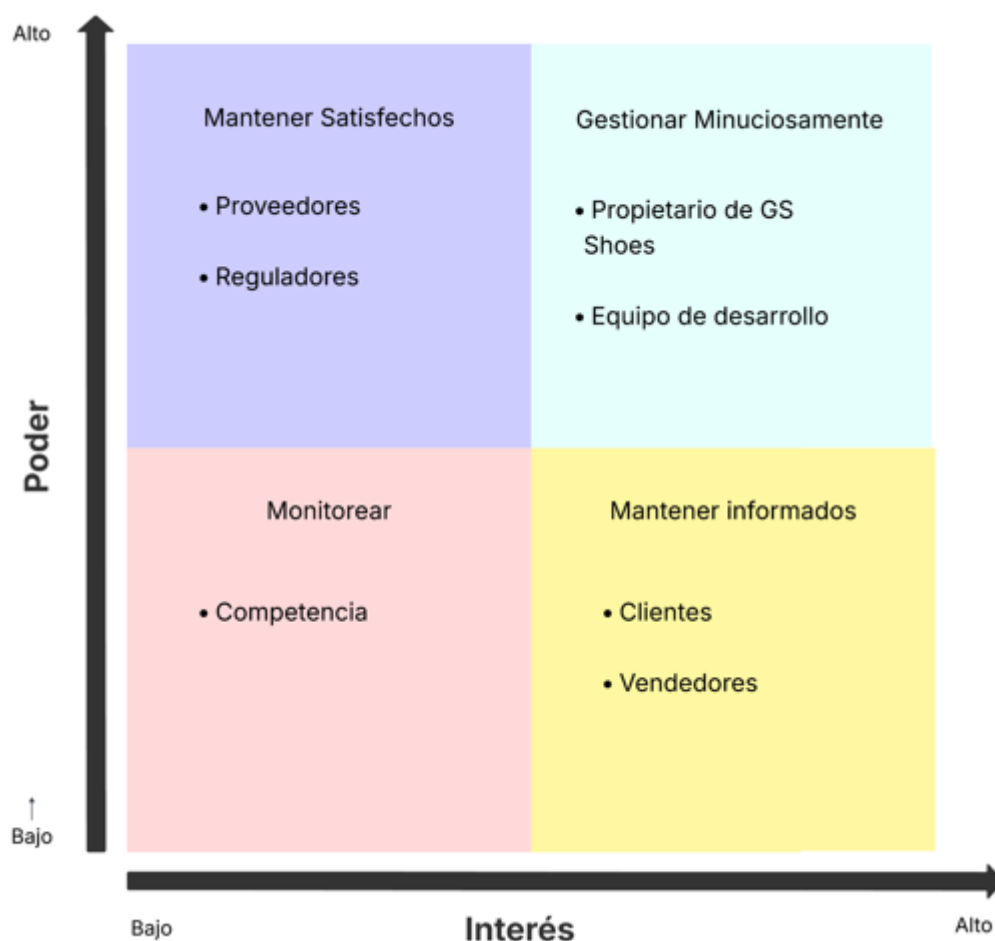 Alto
Mantener Satisfechos
• Proveedores
• Reguladores
Gestionar Minuciosamente
• Propietario de GS
Shoes
• Equipo de desarrollo
Poder
Monitorear
• Competencia
Mantener informados
• Clientes
• Vendedores
↑
Bajo
Bajo
Interés
Alto